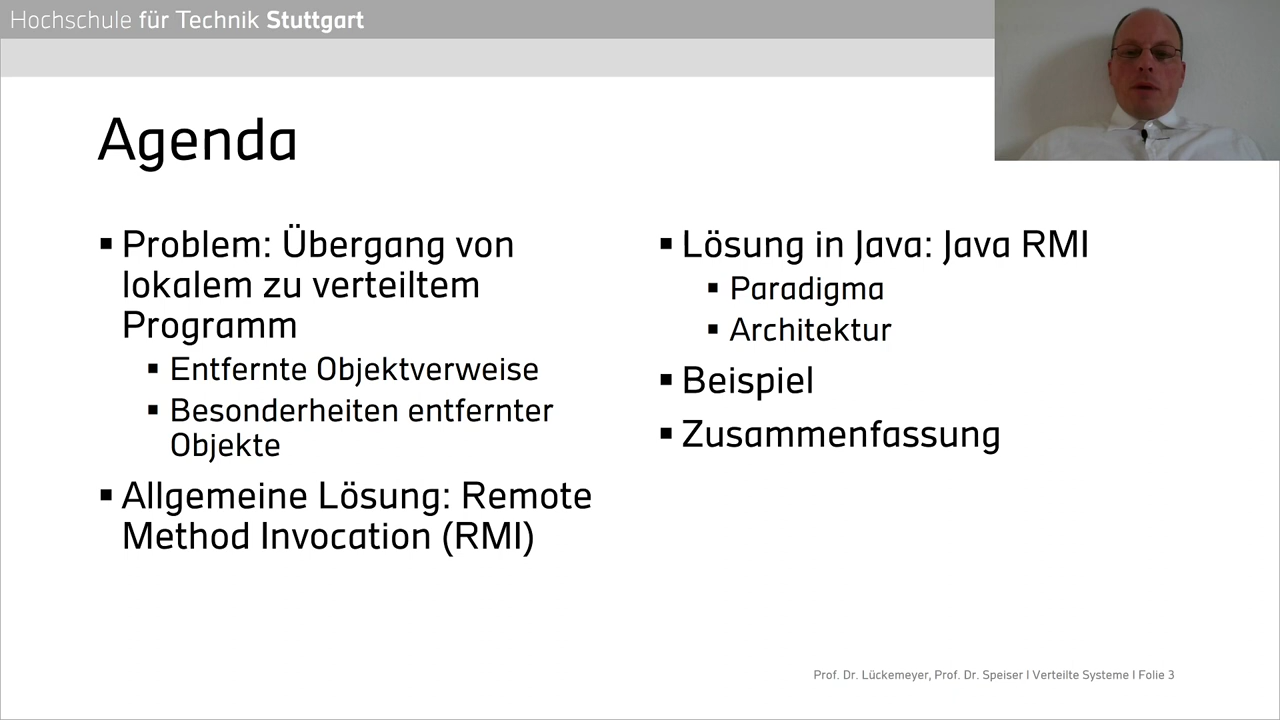 Hochschule für Technik Stuttgart
Agenda
▪ Problem: Übergang von
lokalem zu verteiltem
Programm
▪ Entfernte Objektverweise
▪ Besonderheiten entfernter
Objekte
▪ Allgemeine Lösung: Remote
Method Invocation (RMI)
▪ Lösung in Java: Java RMI
▪ Paradigma
▪ Architektur
▪ Beispiel
▪ Zusammenfassung
Prof. Dr. Lückemeyer, Prof. Dr. Speiser I Verteilte Systeme I Folie 3